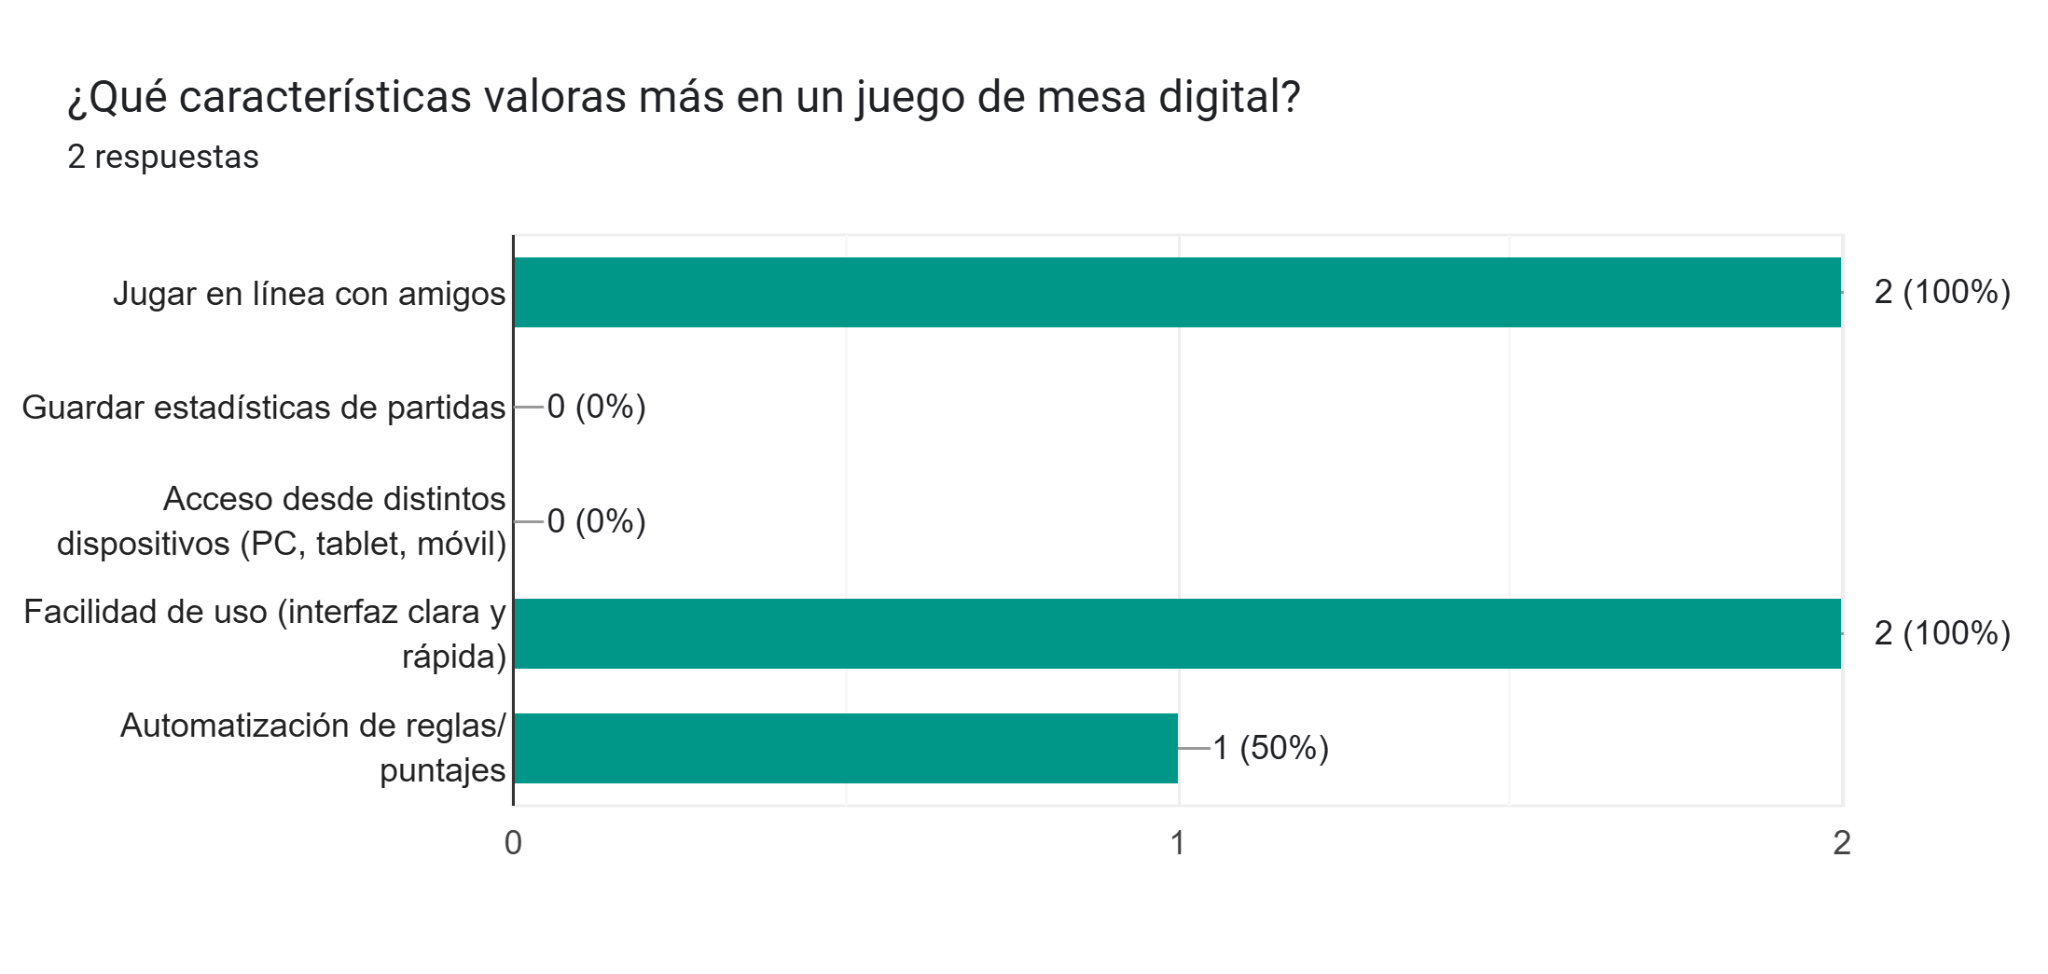 ¿Qué características valoras más en un juego de mesa digital?
2 respuestas
Jugar en línea con amigos
2 (100%)
Guardar estadísticas de partidas
0 (0%)
Acceso desde distintos
dispositivos (PC, tablet, móvil)
0 (0%)
Facilidad de uso (interfaz clara y
rápida)
2 (100%)
Automatización de reglas/
puntajes
1 (50%)
0
1
2